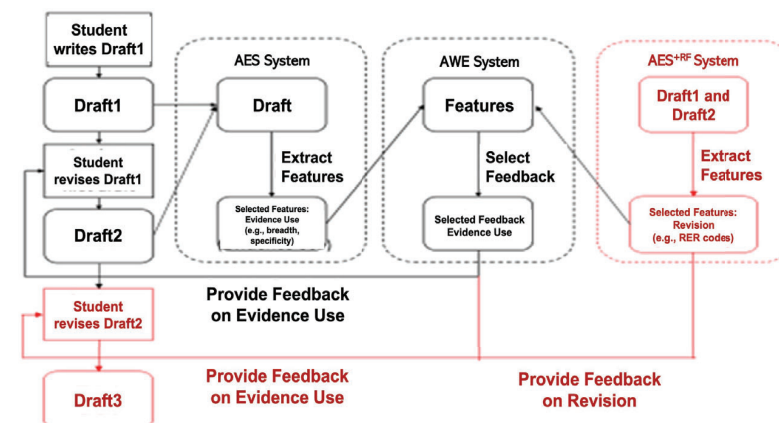 Student
writes Draft1
Draft1
Student
revises Draft1
Draft2
Student
revises Draft2
Draft3
AES System
Draft
Extract
Features
Selected Features:
Evidence Use
(e.g., breadth,
specificity)
AWE System
Features
Select
Feedback
Selected Feedback
Evidence Use
AES+RF System
Draft1 and
Draft2
Extract
Features
Selected Features:
Revision
(e.g., RER codes)
Provide Feedback
on Evidence Use
Provide Feedback
on Evidence Use
Provide Feedback
on Revision